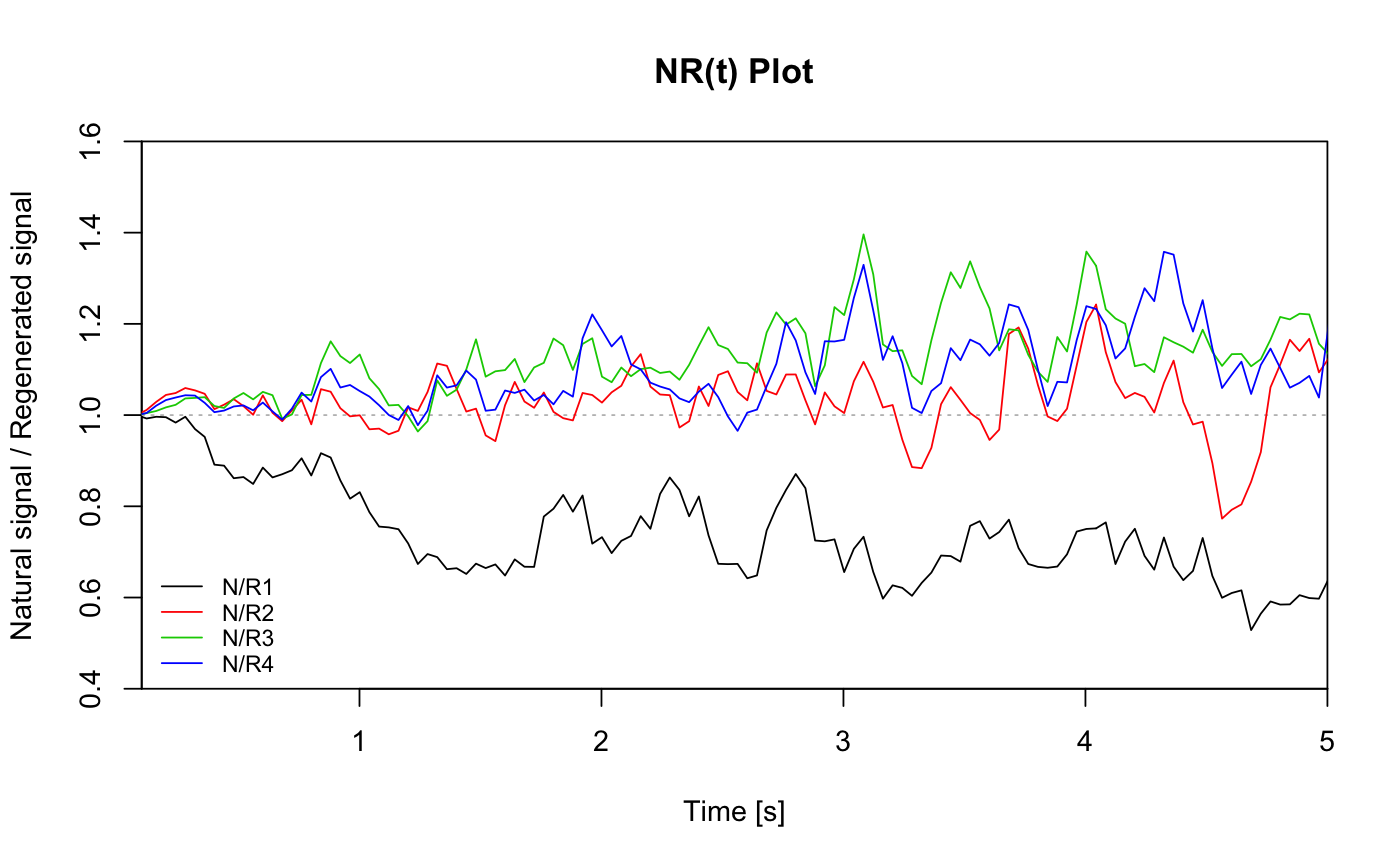 NR(t) Plot
Natural signal / Regenerated signal
1.6
1.4
1.2
1.0
0.8
0.6
0.4
N/R1
N/R2
N/R3
N/R4
1 2 3 4 5
Time [s]